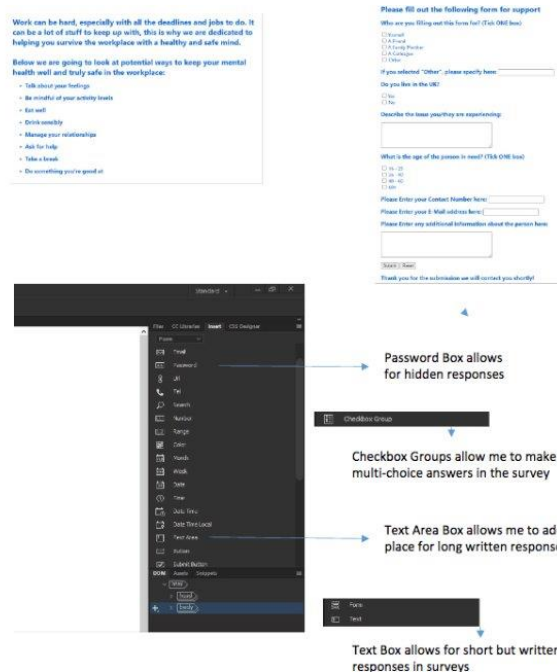 Work can be hard, especially with all the deadlines and jobs to do. It
can be a lot of stuff to keep up with, this is why we are dedicated to
helping you survive the workplace with a healthy and safe mind.
Below we are going to look at potential ways to keep your mental
health well and truly safe in the workplace:
• Talk about your feelings
• Be mindful of your activity levels
• Eat well
• Drink sensibly
• Manage your relationships
• Ask for help
• Take a break
• Do something you're good at
Please fill out the following form for support
Who are you filling out this form for? (Tick ONE box)
Yourself
A Friend
A Family Member
A Colleague
Other
If you selected "Other", please specify here:
Do you live in the UK?
Yes
No
Describe the issue you/they are experiencing:
What is the age of the person in need? (Tick ONE box)
Please Enter your Contact Number here:
Please Enter your E-Mail address here:
Please Enter any additional information about the person here:
Submit Reset
Thank you for the submission we will contact you shortly!
Standard
Files CC Libraries Insert CSS Designer
Form
Email
Password
Url
Tel
Search
Number
Range
Color
Month
Week
Date
Time
Date Time
Date Time Local
Text Area
Button
Submit Button
DOM Assets Snippets
html
head
body
Password Box allows
for hidden responses
Checkbox Group
Checkbox Groups allow me to make
multi-choice answers in the survey
Text Area Box allows me to ad
place for long written respons
Form
Text
Text Box allows for short but writter
responses in surveys